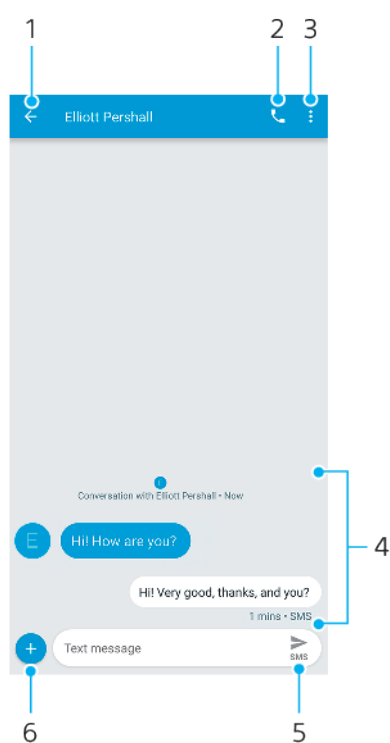 1
2
3
Elliott Pershall
E
Conversation with Elliott Pershall • Now
E
Hi! How are you?
Hi! Very good, thanks, and you?
1 mins • SMS
4
Text message
SMS
6
5